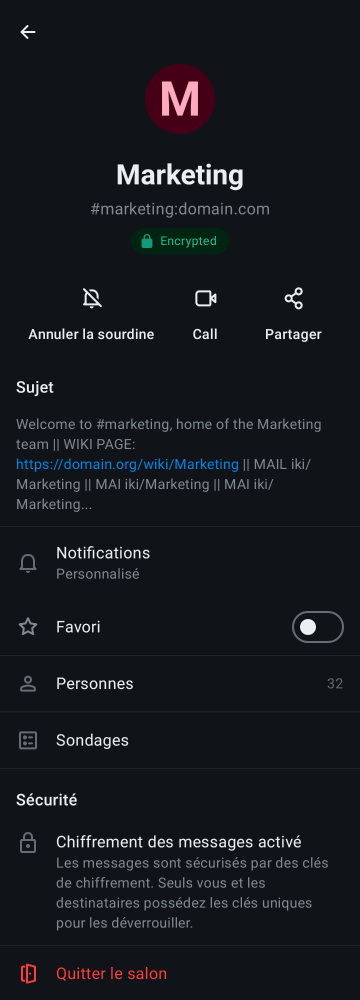 M
Marketing
#marketing:domain.com
Encrypted
Annuler la sourdine
Call
Partager
Sujet
Welcome to #marketing, home of the Marketing
team || WIKI PAGE:
https://domain.org/wiki/Marketing || MAIL iki/
Marketing || MAI iki/Marketing || MAI iki/
Marketing...
Notifications
Personnalisé
Favori
Personnes
32
Sondages
Sécurité
Chiffrement des messages activé
Les messages sont sécurisés par des clés
de chiffrement. Seuls vous et les
destinataires possédez les clés uniques
pour les déverrouiller.
Quitter le salon